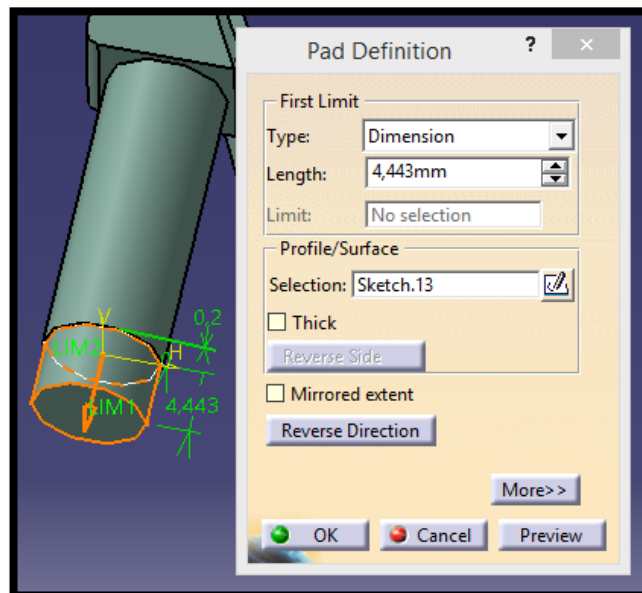 Pad Definition ? ×
First Limit
Type: Dimension
Length: 4,443mm
Limit: No selection
Profile/Surface
Selection: Sketch.13
Thick
Reverse Side
Mirrored extent
Reverse Direction
More>>
OK Cancel Preview
V
0,2
LIM2
H
LIM1
4,443